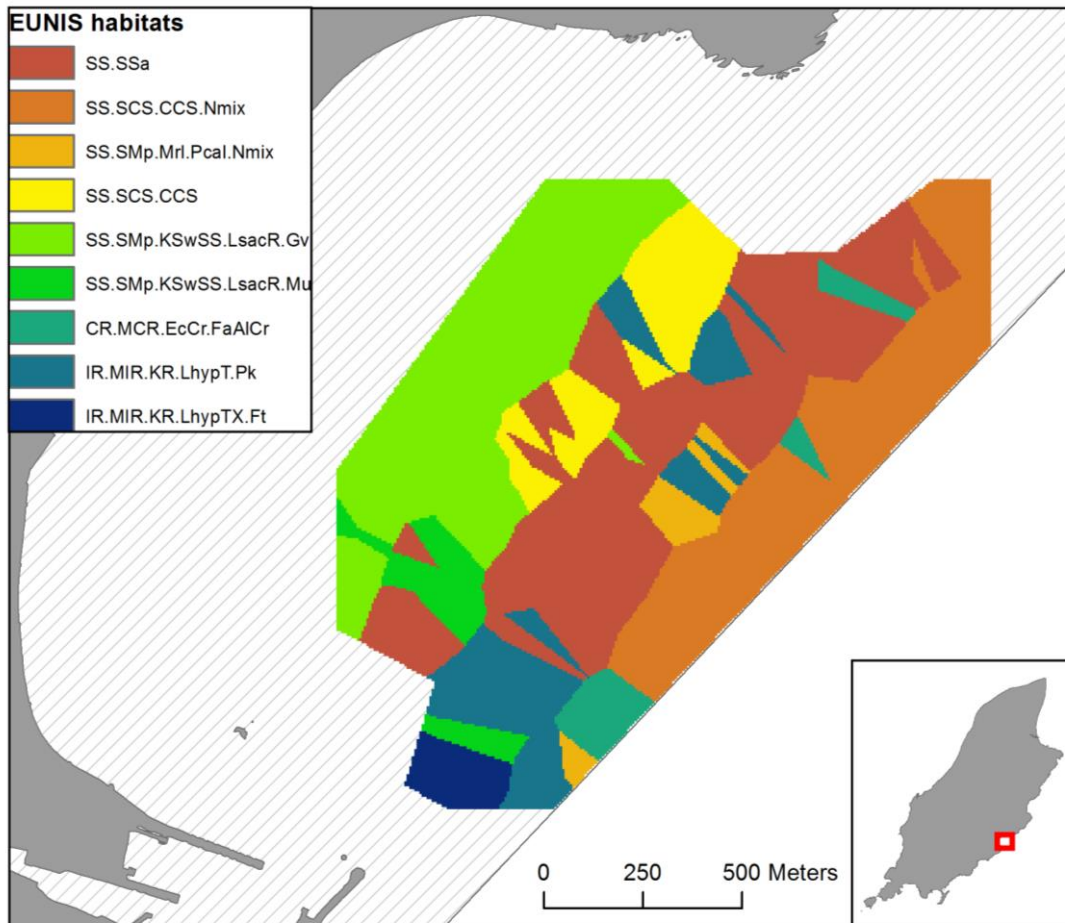 EUNIS habitats
SS.SSa
SS.SCS.CCS.Nmix
SS.SMp.Mrl.Pcal.Nmix
SS.SCS.CCS
SS.SMp.KSwSS.LsacR.Gv
SS.SMp.KSwSS.LsacR.Mu
CR.MCR.EcCr.FaAlCr
IR.MIR.KR.LhypT.Pk
IR.MIR.KR.LhypTX.Ft
0 250 500 Meters